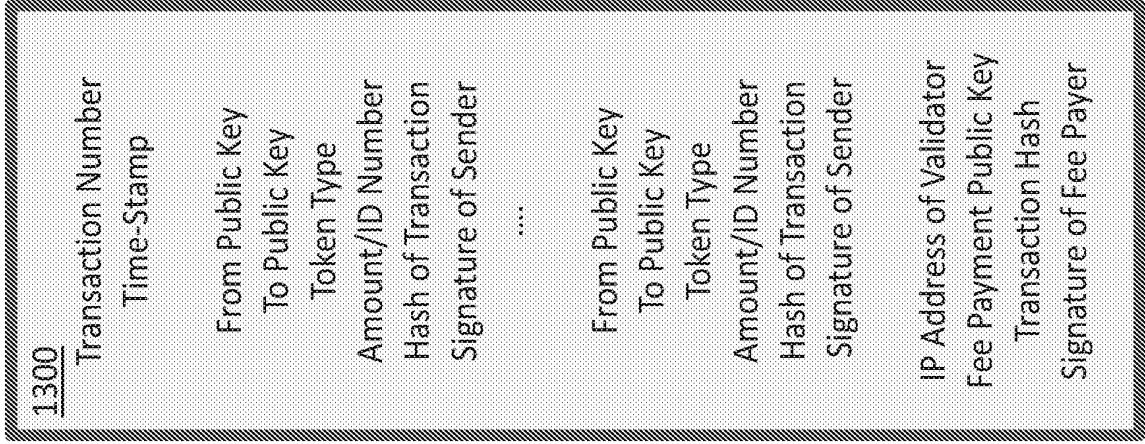 1300
Transaction Number
Time-Stamp
From Public Key
To Public Key
Token Type
Amount/ID Number
Hash of Transaction
Signature of Sender
....
From Public Key
To Public Key
Token Type
Amount/ID Number
Hash of Transaction
Signature of Sender
IP Address of Validator
Fee Payment Public Key
Transaction Hash
Signature of Fee Payer